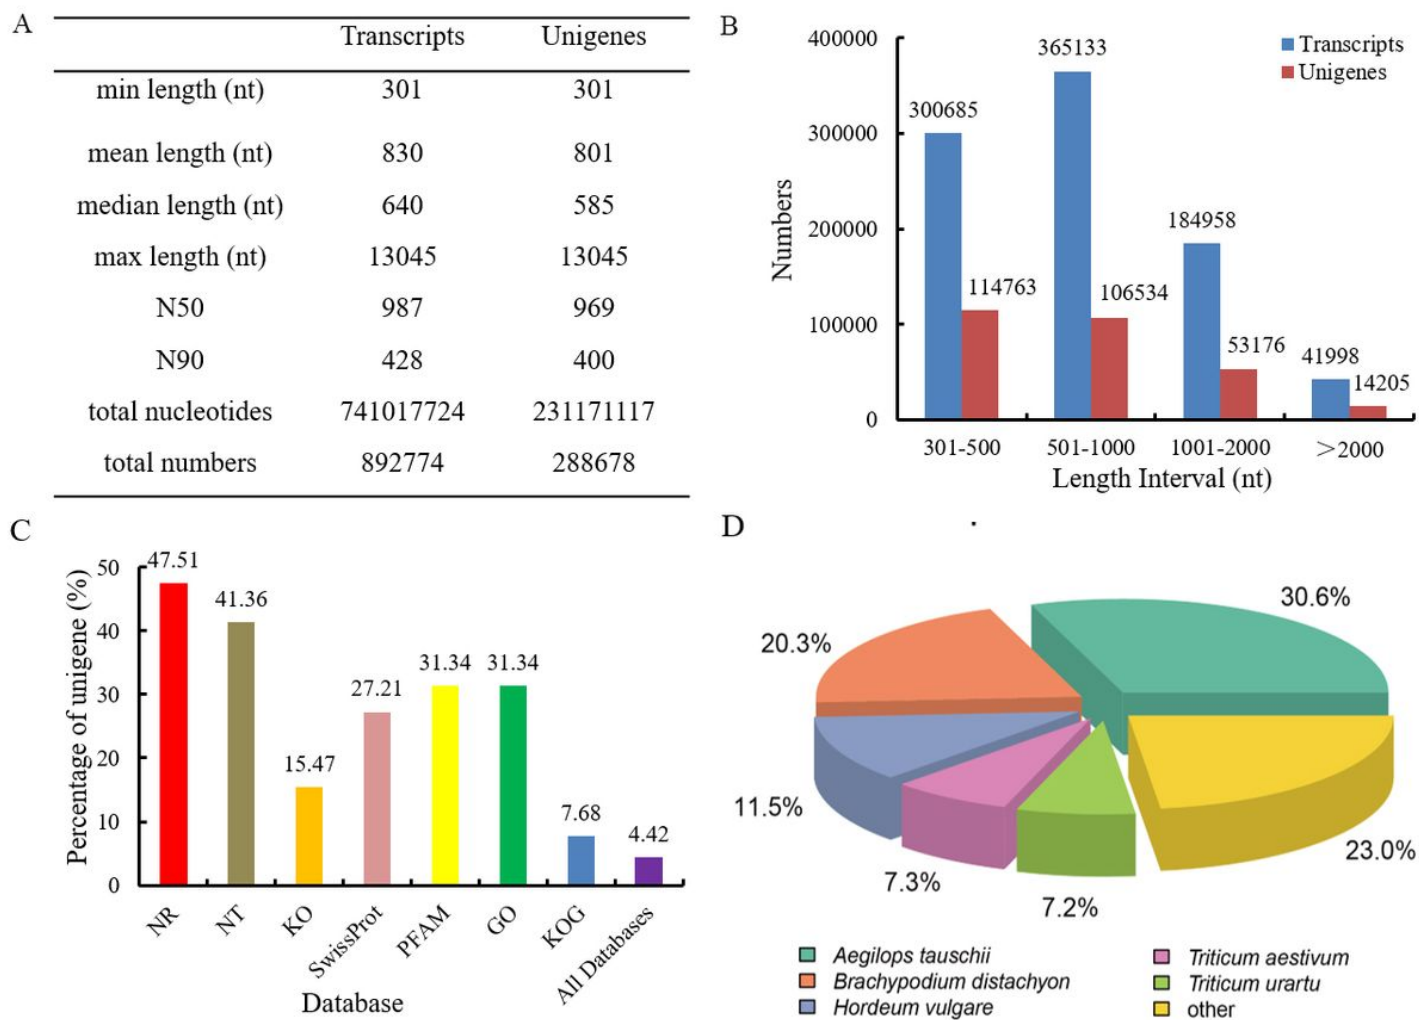 A
Transcripts Unigenes
min length (nt) 301 301
mean length (nt) 830 801
median length (nt) 640 585
max length (nt) 13045 13045
N50 987 969
N90 428 400
total nucleotides 741017724 231171117
total numbers 892774 288678
B
400000
300000
200000
100000
0
Numbers
Transcripts
Unigenes
300685
114763
365133
106534
184958
53176
41998
14205
301-500 501-1000 1001-2000 >2000
Length Interval (nt)
C
50
40
30
20
10
0
Percentage of unigene (%)
47.51
41.36
15.47
27.21
31.34
31.34
7.68
4.42
NR
NT
KO
SwissProt
PFAM
GO
KOG
All Databases
Database
D
30.6%
20.3%
11.5%
7.3%
7.2%
23.0%
Aegilops tauschii
Brachypodium distachyon
Hordeum vulgare
Triticum aestivum
Triticum urartu
other